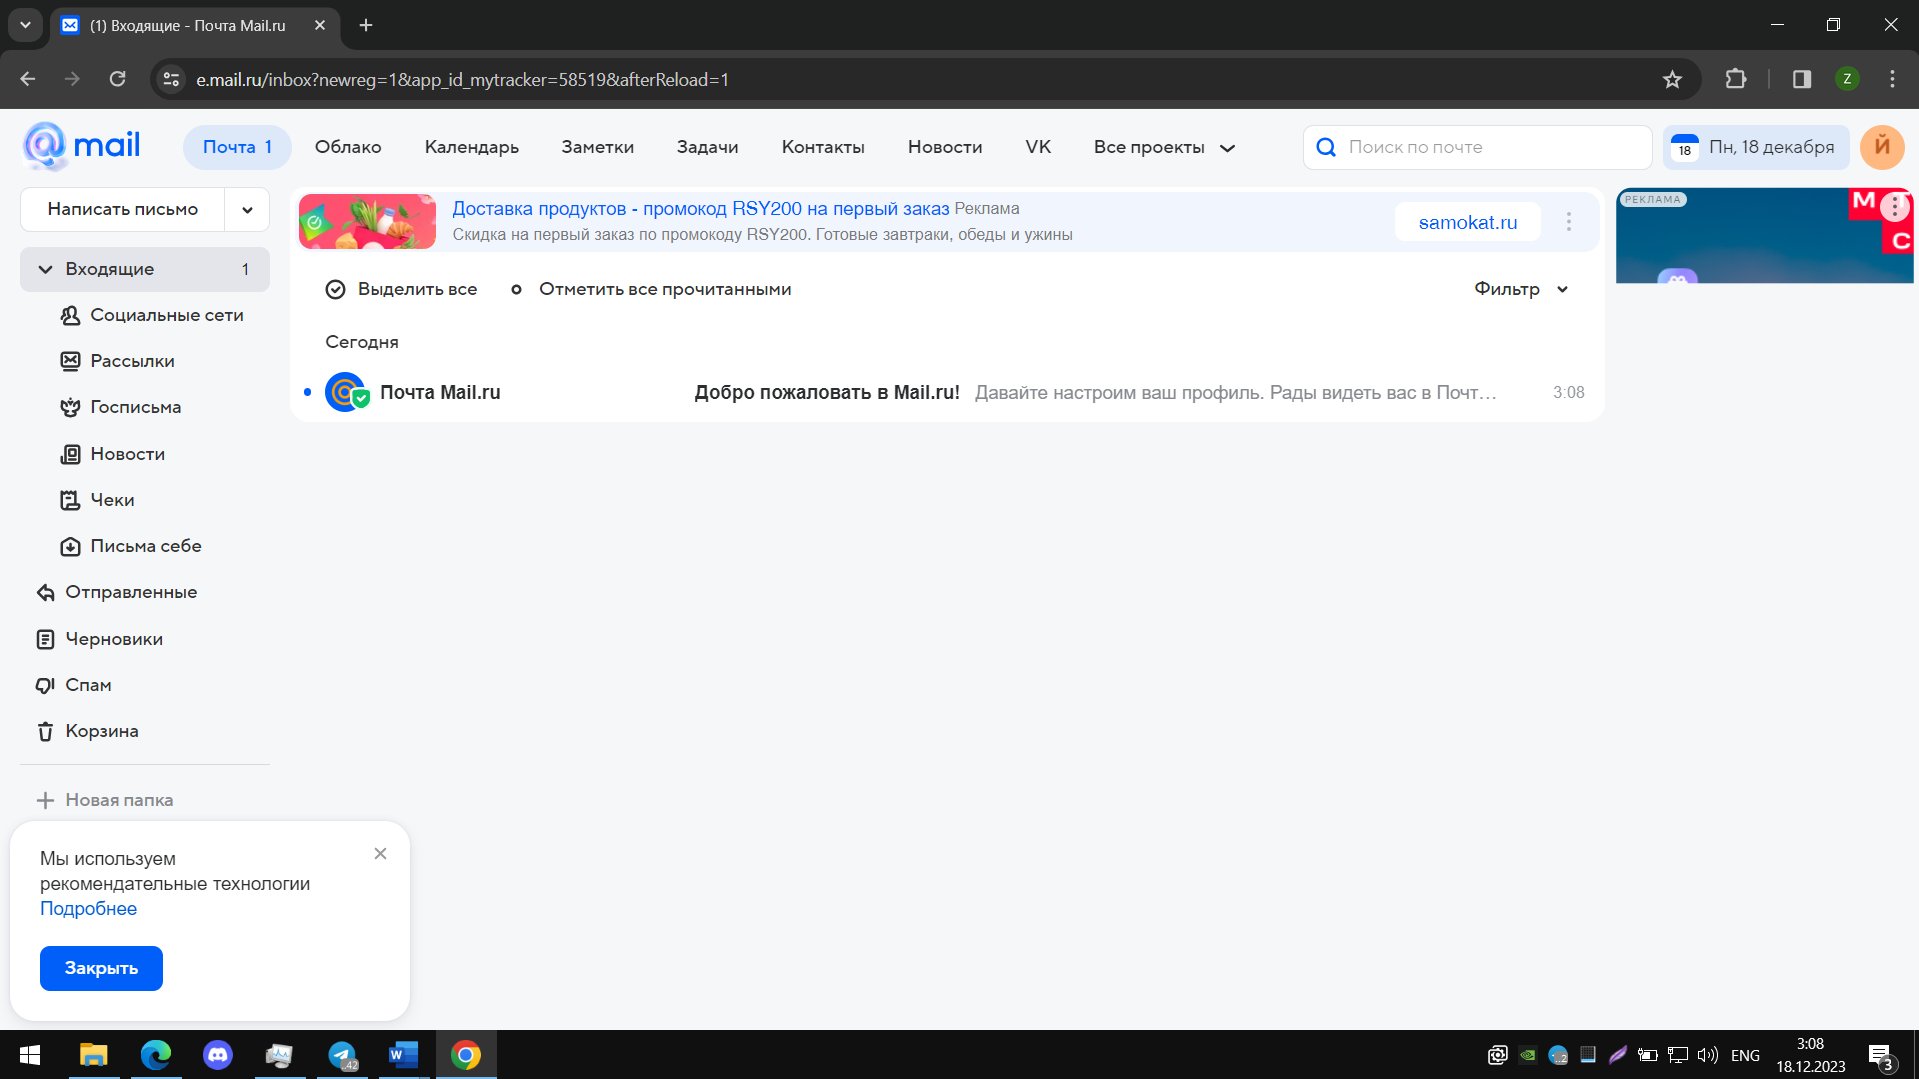 (1) Входящие - Почта Mail.ru
e.mail.ru/inbox?newreg=1&app_id_mytracker=58519&afterReload=1
Z
mail
Почта 1
Облако
Календарь
Заметки
Задачи
Контакты
Новости
VK
Все проекты
Поиск по почте
18
Пн, 18 декабря
Й
Написать письмо
Доставка продуктов - промокод RSY200 на первый заказ Реклама
Скидка на первый заказ по промокоду RSY200. Готовые завтраки, обеды и ужины
samokat.ru
РЕКЛАМА
М Т
С
Входящие 1
Социальные сети
Рассылки
Госписьма
Новости
Чеки
Письма себе
Отправленные
Черновики
Спам
Корзина
Новая папка
Выделить все
Отметить все прочитанными
Фильтр
Сегодня
Почта Mail.ru
Добро пожаловать в Mail.ru! Давайте настроим ваш профиль. Рады видеть вас в Почт…
3:08
Мы используем
рекомендательные технологии
Подробнее
Закрыть
42
W
..2
ENG
3:08
18.12.2023
3